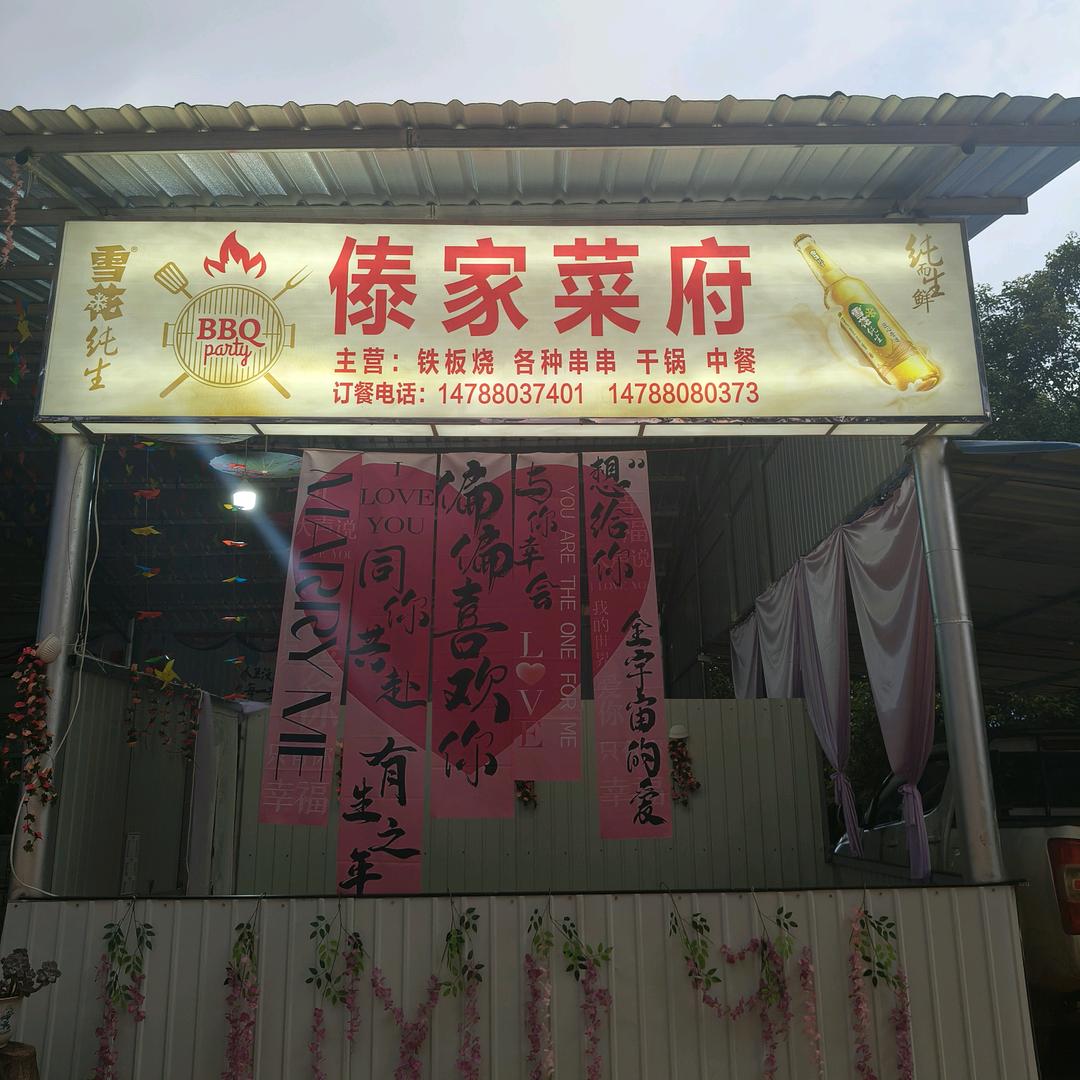 雪花纯生
BBQ
party
傣家菜府
主营：铁板烧 各种串串 干锅 中餐
订餐电话：14788037401 14788080373
纯而生鲜
MARRY ME
幸福
I
LOVE
YOU
同你共赴
有生之年
偏偏喜欢你
与你幸会
LOVE
YOU ARE THE ONE FOR ME
想给你
全宇宙的爱